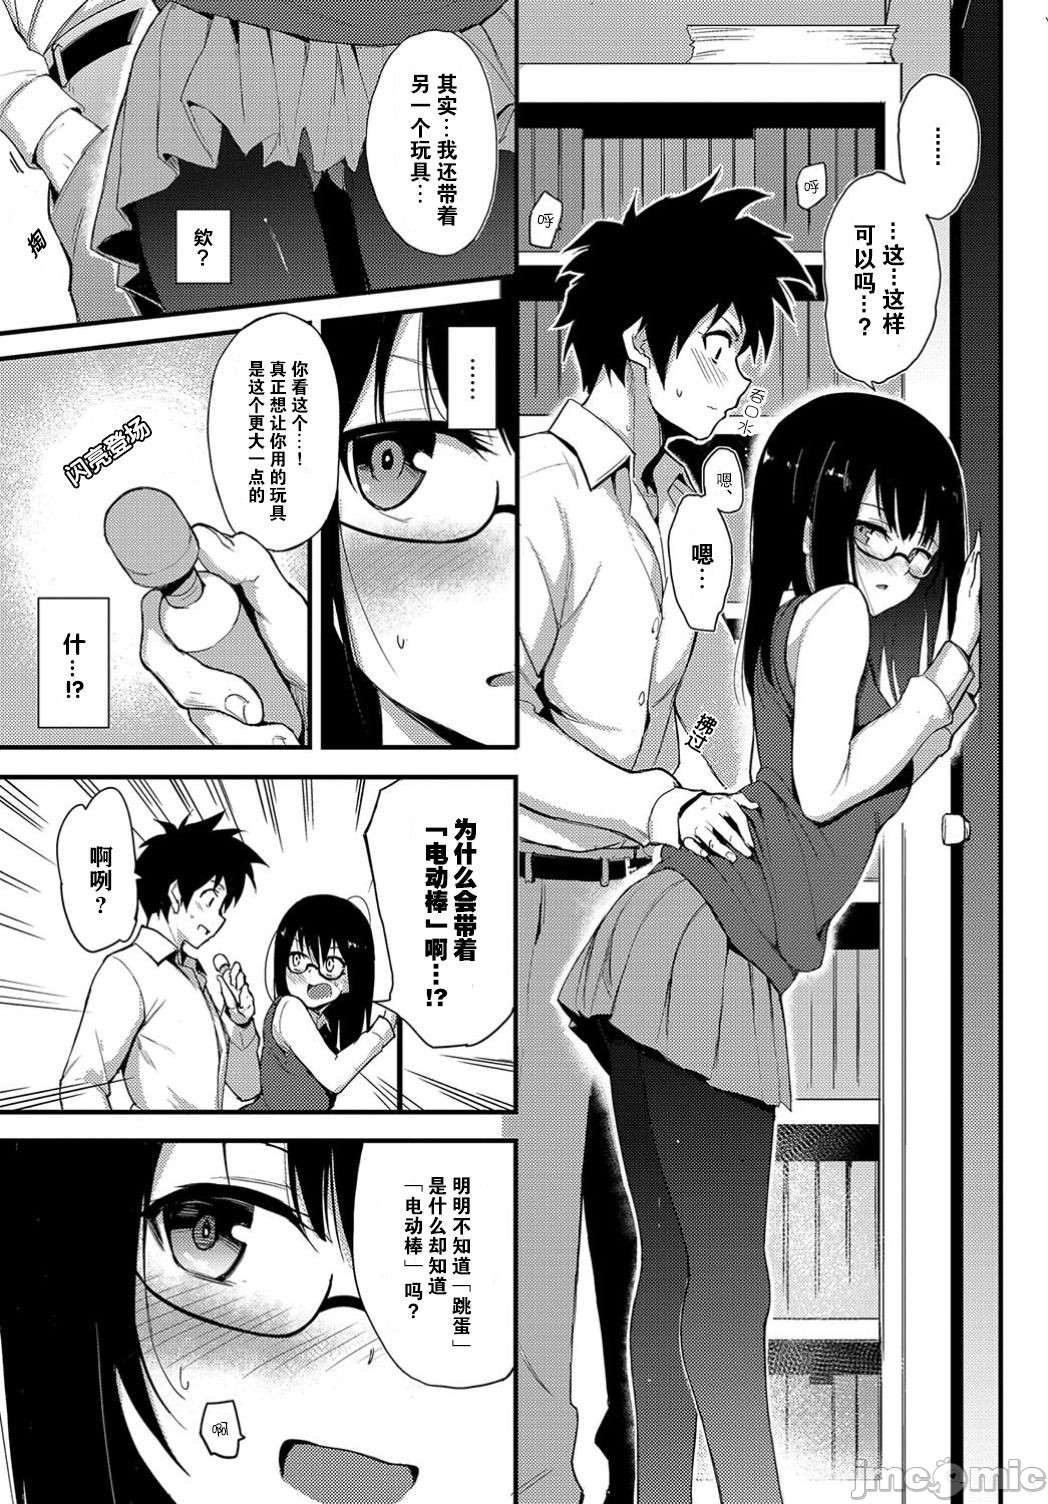 ……
…这…这样
可以吗…?
呼
呼
吞口水
嗯、
嗯…
拂过
其实…我还带着
另一个玩具…
欸?
掏
……
你看这个…!
真正想让你用的玩具
是这个更大一点的
闪亮登场
什…!?
为什么会带着
「电动棒」啊…!?
啊咧?
明明不知道「跳蛋」
是什么却知道
「电动棒」吗?
啊
jmcomic